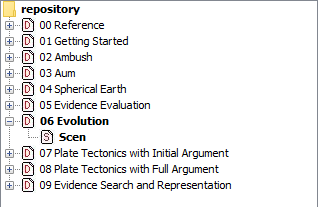 repository
D 00 Reference
D 01 Getting Started
D 02 Ambush
D 03 Aum
D 04 Spherical Earth
D 05 Evidence Evaluation
D 06 Evolution
S Scen
D 07 Plate Tectonics with Initial Argument
D 08 Plate Tectonics with Full Argument
D 09 Evidence Search and Representation